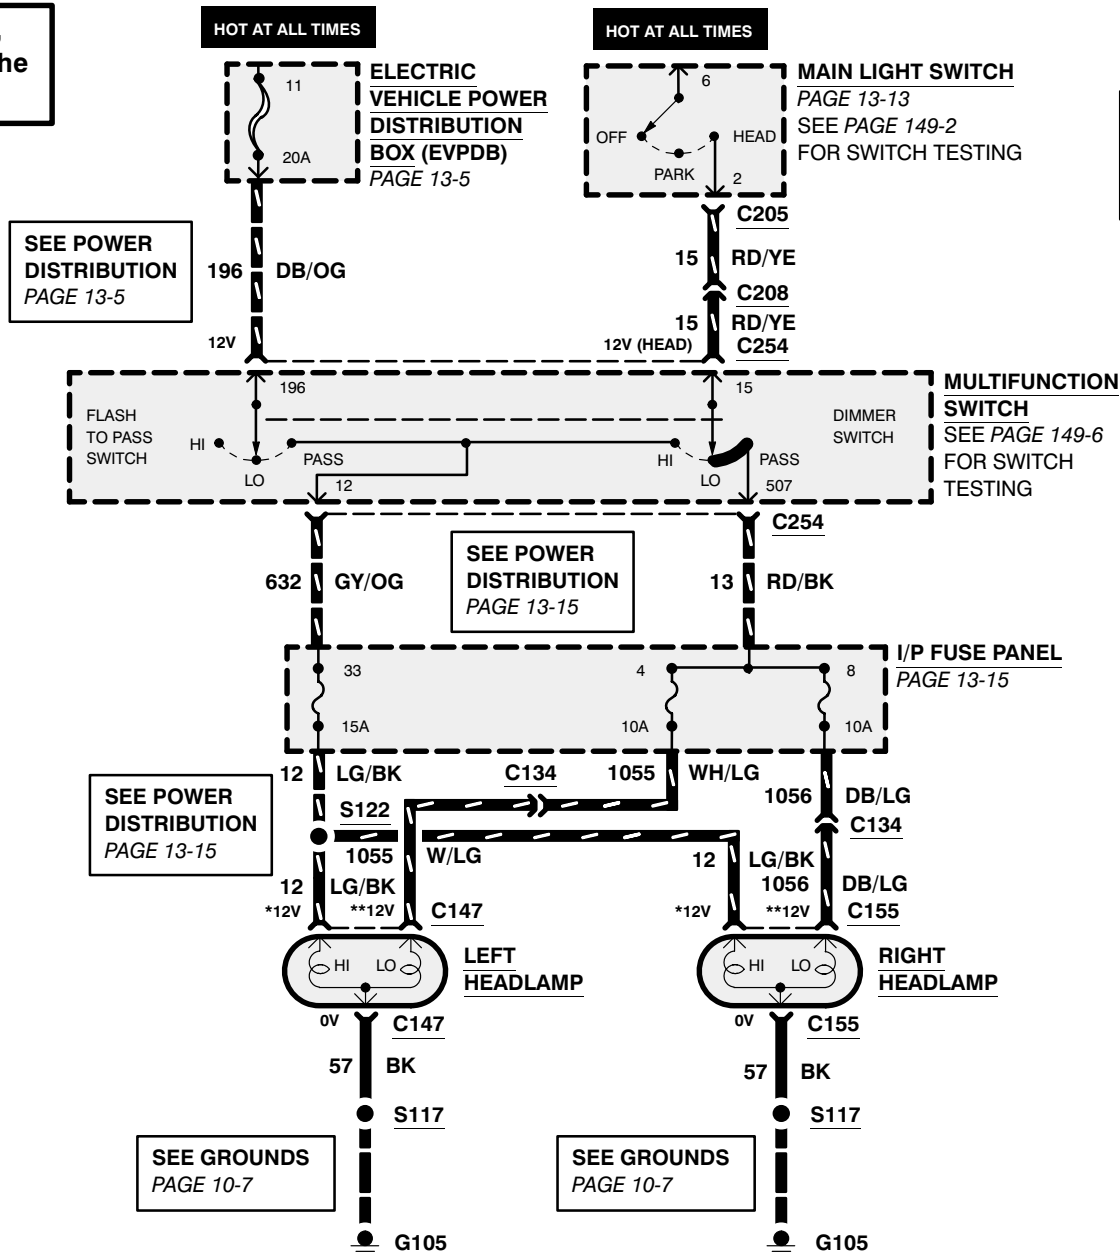 he
HOT AT ALL TIMES
HOT AT ALL TIMES
11
20A
ELECTRIC
VEHICLE POWER
DISTRIBUTION
BOX (EVPDB)
PAGE 13-5
6
OFF
HEAD
PARK
2
MAIN LIGHT SWITCH
PAGE 13-13
SEE PAGE 149-2
FOR SWITCH TESTING
C205
SEE POWER
DISTRIBUTION
PAGE 13-5
196
DB/OG
15
RD/YE
C208
15
RD/YE
12V
12V (HEAD)
C254
196
15
FLASH
TO PASS
SWITCH
HI
LO
PASS
12
HI
LO
PASS
507
DIMMER
SWITCH
MULTIFUNCTION
SWITCH
SEE PAGE 149-6
FOR SWITCH
TESTING
C254
632
GY/OG
SEE POWER
DISTRIBUTION
PAGE 13-15
13
RD/BK
33
15A
4
10A
8
10A
I/P FUSE PANEL
PAGE 13-15
12
LG/BK
C134
1055
WH/LG
1056
DB/LG
C134
SEE POWER
DISTRIBUTION
PAGE 13-15
S122
1055
W/LG
12
LG/BK
12
LG/BK
1056
DB/LG
*12V
**12V
C147
*12V
**12V
C155
HI
LO
LEFT
HEADLAMP
HI
LO
RIGHT
HEADLAMP
0V
C147
0V
C155
57
BK
57
BK
S117
S117
SEE GROUNDS
PAGE 10-7
SEE GROUNDS
PAGE 10-7
G105
G105